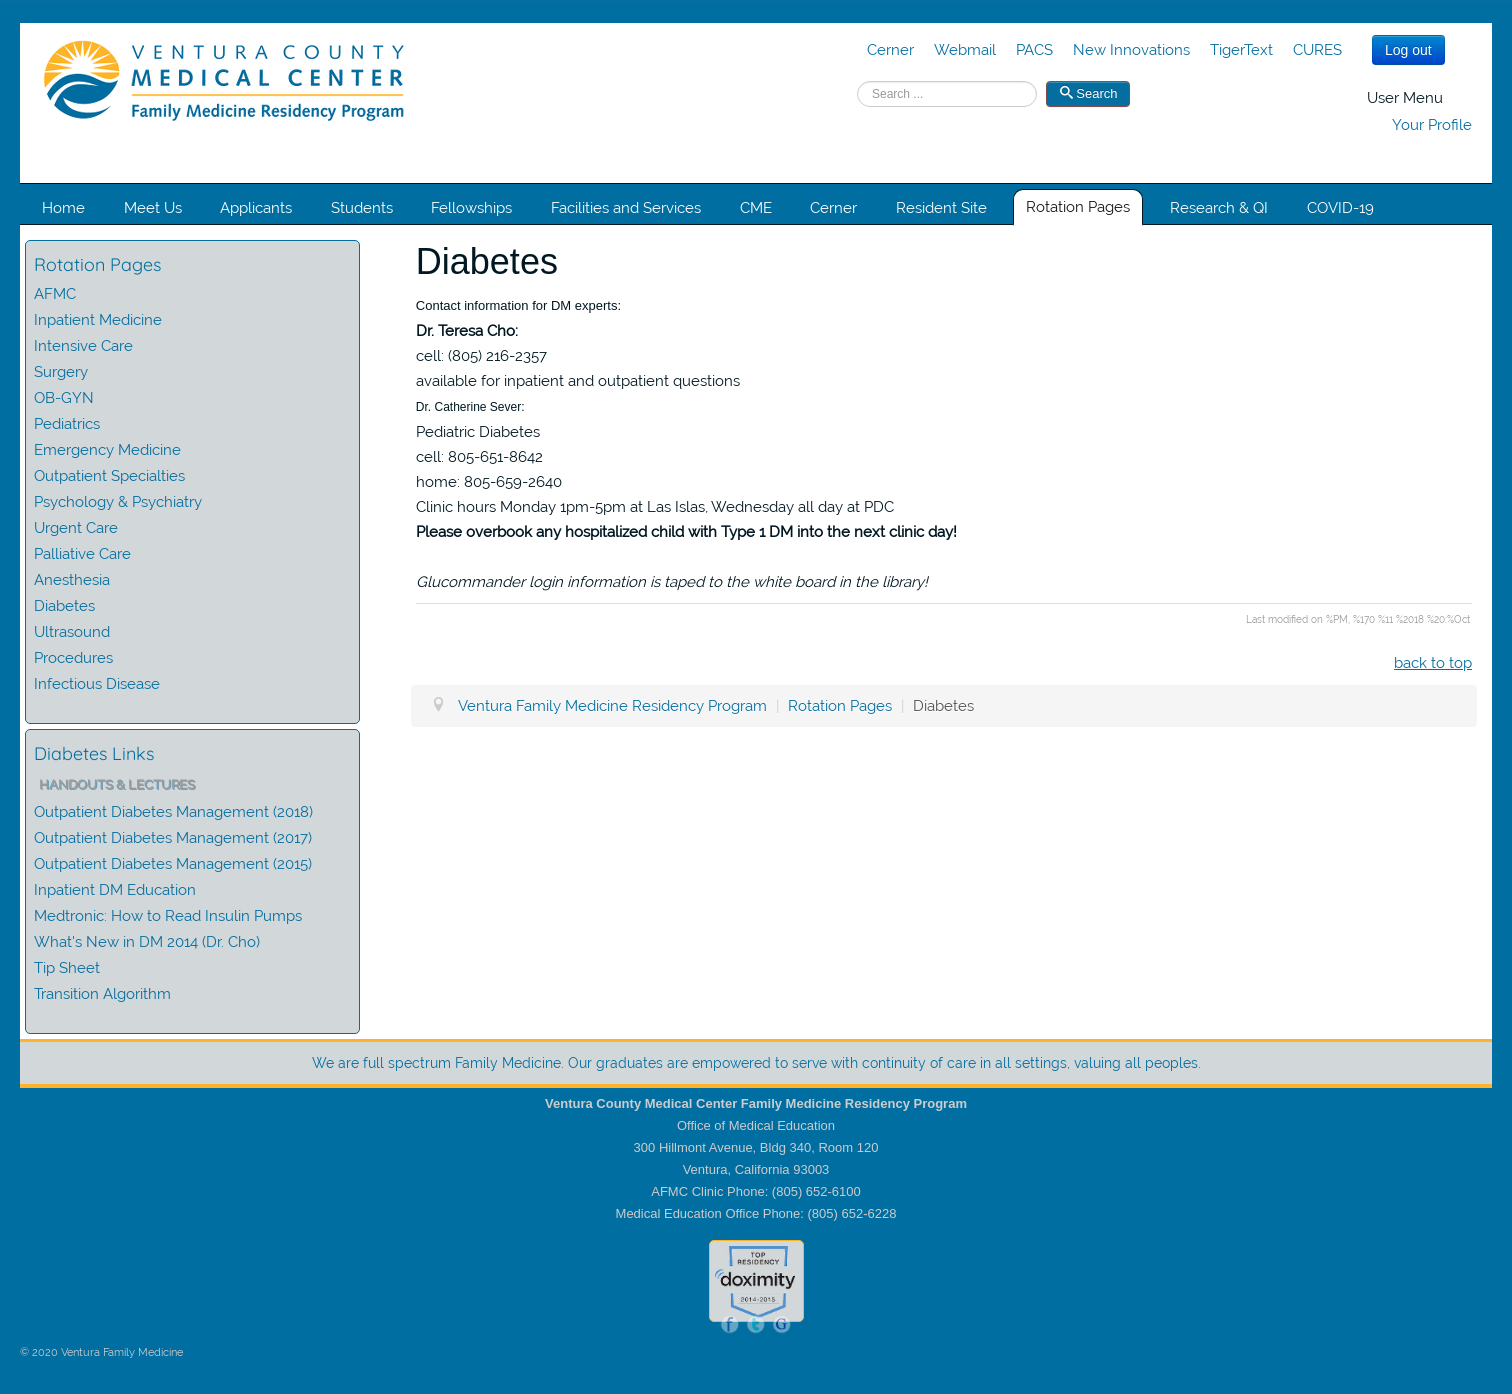 VENTURA COUNTY
MEDICAL CENTER
Family Medicine Residency Program
Cerner Webmail PACS New Innovations TigerText CURES
Log out
Search ...
Search
User Menu
Your Profile
Home Meet Us Applicants Students Fellowships Facilities and Services CME Cerner Resident Site Rotation Pages Research & QI COVID-19
Rotation Pages
AFMC
Inpatient Medicine
Intensive Care
Surgery
OB-GYN
Pediatrics
Emergency Medicine
Outpatient Specialties
Psychology & Psychiatry
Urgent Care
Palliative Care
Anesthesia
Diabetes
Ultrasound
Procedures
Infectious Disease
Diabetes Links
HANDOUTS & LECTURES
Outpatient Diabetes Management (2018)
Outpatient Diabetes Management (2017)
Outpatient Diabetes Management (2015)
Inpatient DM Education
Medtronic: How to Read Insulin Pumps
What's New in DM 2014 (Dr. Cho)
Tip Sheet
Transition Algorithm
Diabetes
Contact information for DM experts:
Dr. Teresa Cho:
cell: (805) 216-2357
available for inpatient and outpatient questions
Dr. Catherine Sever:
Pediatric Diabetes
cell: 805-651-8642
home: 805-659-2640
Clinic hours Monday 1pm-5pm at Las Islas, Wednesday all day at PDC
Please overbook any hospitalized child with Type 1 DM into the next clinic day!
Glucommander login information is taped to the white board in the library!
Last modified on %PM, %170 %11 %2018 %20:%Oct
back to top
Ventura Family Medicine Residency Program | Rotation Pages | Diabetes
We are full spectrum Family Medicine. Our graduates are empowered to serve with continuity of care in all settings, valuing all peoples.
Ventura County Medical Center Family Medicine Residency Program
Office of Medical Education
300 Hillmont Avenue, Bldg 340, Room 120
Ventura, California 93003
AFMC Clinic Phone: (805) 652-6100
Medical Education Office Phone: (805) 652-6228
TOP
RESIDENCY
doximity
2014-2015
f t G
© 2020 Ventura Family Medicine